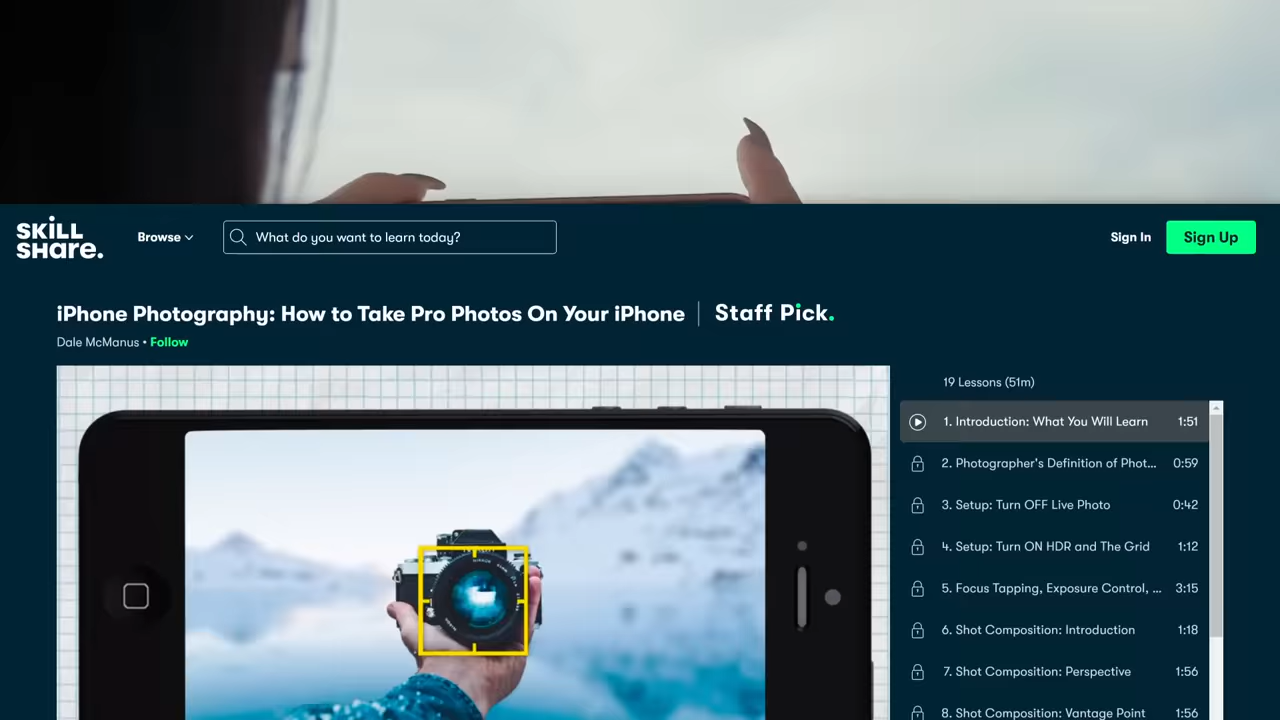 SKiLL
SHare.
Browse
What do you want to learn today?
Sign In
Sign Up
iPhone Photography: How to Take Pro Photos On Your iPhone
Staff Pick.
Dale McManus • Follow
19 Lessons (51m)
1. Introduction: What You Will Learn 1:51
2. Photographer's Definition of Phot... 0:59
3. Setup: Turn OFF Live Photo 0:42
4. Setup: Turn ON HDR and The Grid 1:12
5. Focus Tapping, Exposure Control, ... 3:15
6. Shot Composition: Introduction 1:18
7. Shot Composition: Perspective 1:56
8. Shot Composition: Vantage Point 1:56